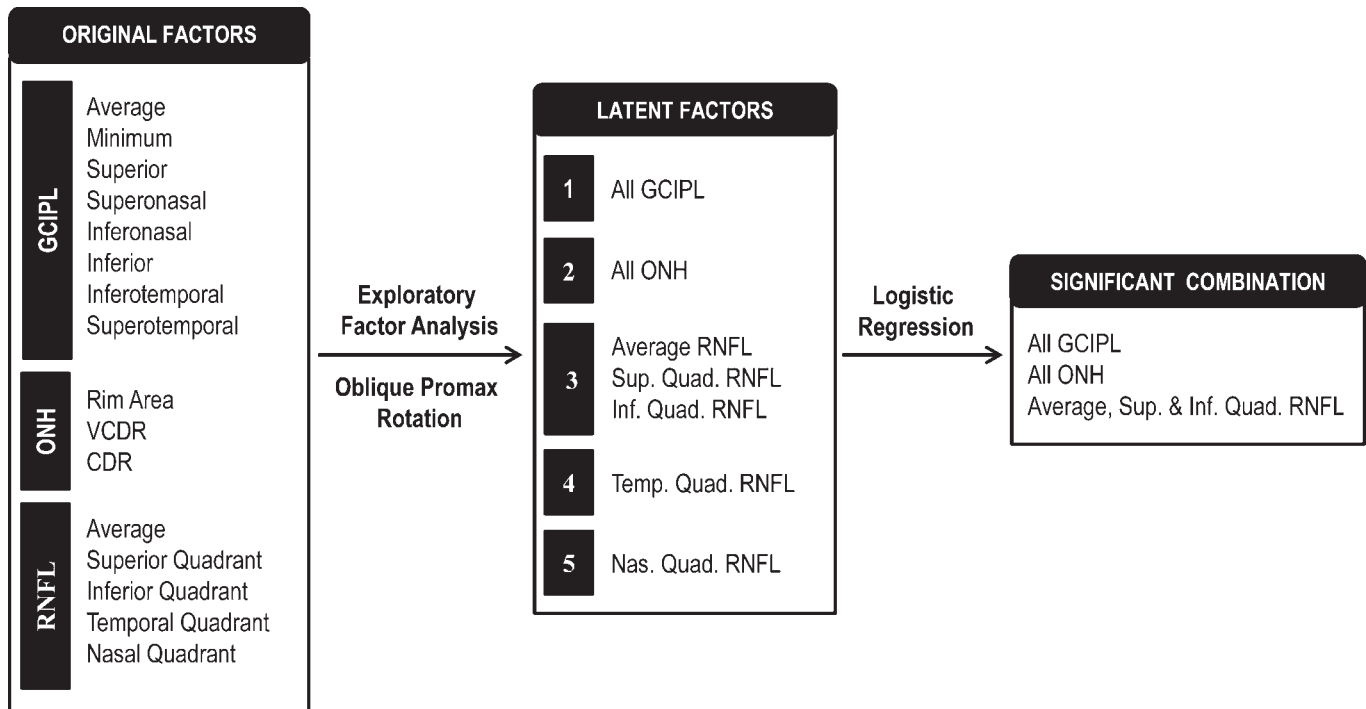 ORIGINAL FACTORS
GCIPL
Average
Minimum
Superior
Superonasal
Inferonasal
Inferior
Inferotemporal
Superotemporal
ONH
Rim Area
VCDR
CDR
RNFL
Average
Superior Quadrant
Inferior Quadrant
Temporal Quadrant
Nasal Quadrant
Exploratory
Factor Analysis
Oblique Promax
Rotation
LATENT FACTORS
1 All GCIPL
2 All ONH
3
Average RNFL
Sup. Quad. RNFL
Inf. Quad. RNFL
4 Temp. Quad. RNFL
5 Nas. Quad. RNFL
Logistic
Regression
SIGNIFICANT COMBINATION
All GCIPL
All ONH
Average, Sup. & Inf. Quad. RNFL